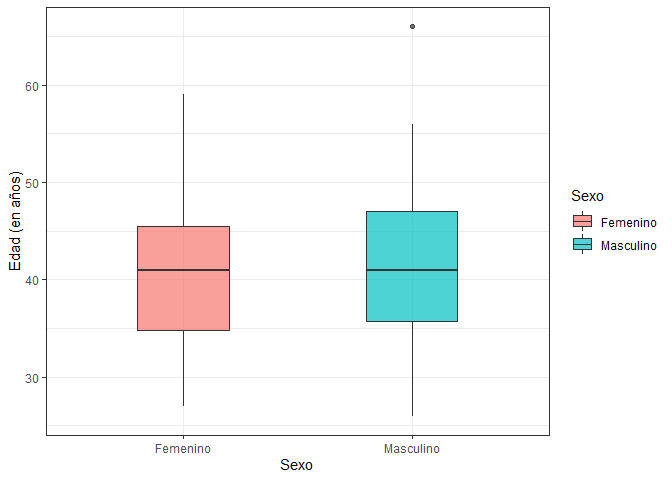 60
50
40
30
Edad (en años)
Femenino
Masculino
Sexo
Sexo
Femenino
Masculino